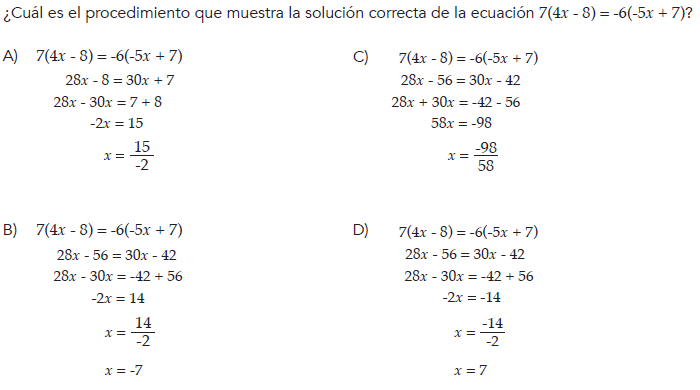 ¿Cuál es el procedimiento que muestra la solución correcta de la ecuación 7(4x - 8) = -6(-5x + 7)?
A) 7(4x - 8) = -6(-5x + 7)
28x - 8 = 30x + 7
28x - 30x = 7 + 8
-2x = 15
x = 15/-2
C) 7(4x - 8) = -6(-5x + 7)
28x - 56 = 30x - 42
28x + 30x = -42 - 56
58x = -98
x = -98/58
B) 7(4x - 8) = -6(-5x + 7)
28x - 56 = 30x - 42
28x - 30x = -42 + 56
-2x = 14
x = 14/-2
x = -7
D) 7(4x - 8) = -6(-5x + 7)
28x - 56 = 30x - 42
28x - 30x = -42 + 56
-2x = -14
x = -14/-2
x = 7